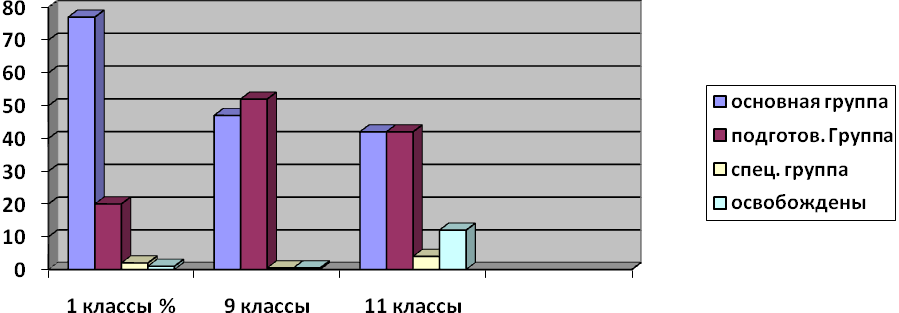 80
70
60
50
40
30
20
10
0
1 классы %
9 классы
11 классы
основная группа
подготов. Группа
спец. группа
освобождены